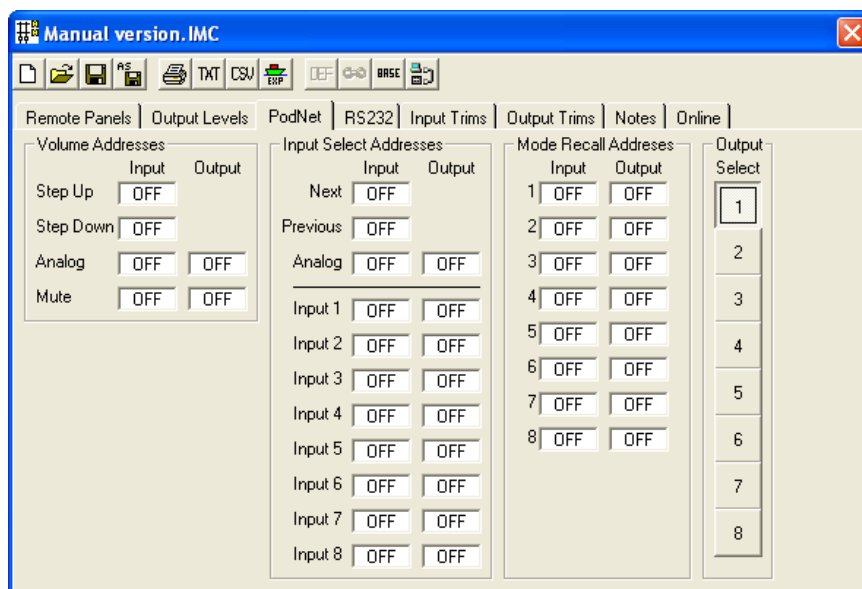 Manual version.IMC
AS TXT CSV EXP DEF BASE
Remote Panels Output Levels PodNet RS232 Input Trims Output Trims Notes Online
Volume Addresses
Input Output
Step Up OFF
Step Down OFF
Analog OFF OFF
Mute OFF OFF
Input Select Addresses
Input Output
Next OFF
Previous OFF
Analog OFF OFF
Input 1 OFF OFF
Input 2 OFF OFF
Input 3 OFF OFF
Input 4 OFF OFF
Input 5 OFF OFF
Input 6 OFF OFF
Input 7 OFF OFF
Input 8 OFF OFF
Mode Recall Addreses
Input Output
1 OFF OFF
2 OFF OFF
3 OFF OFF
4 OFF OFF
5 OFF OFF
6 OFF OFF
7 OFF OFF
8 OFF OFF
Output
Select
1
2
3
4
5
6
7
8